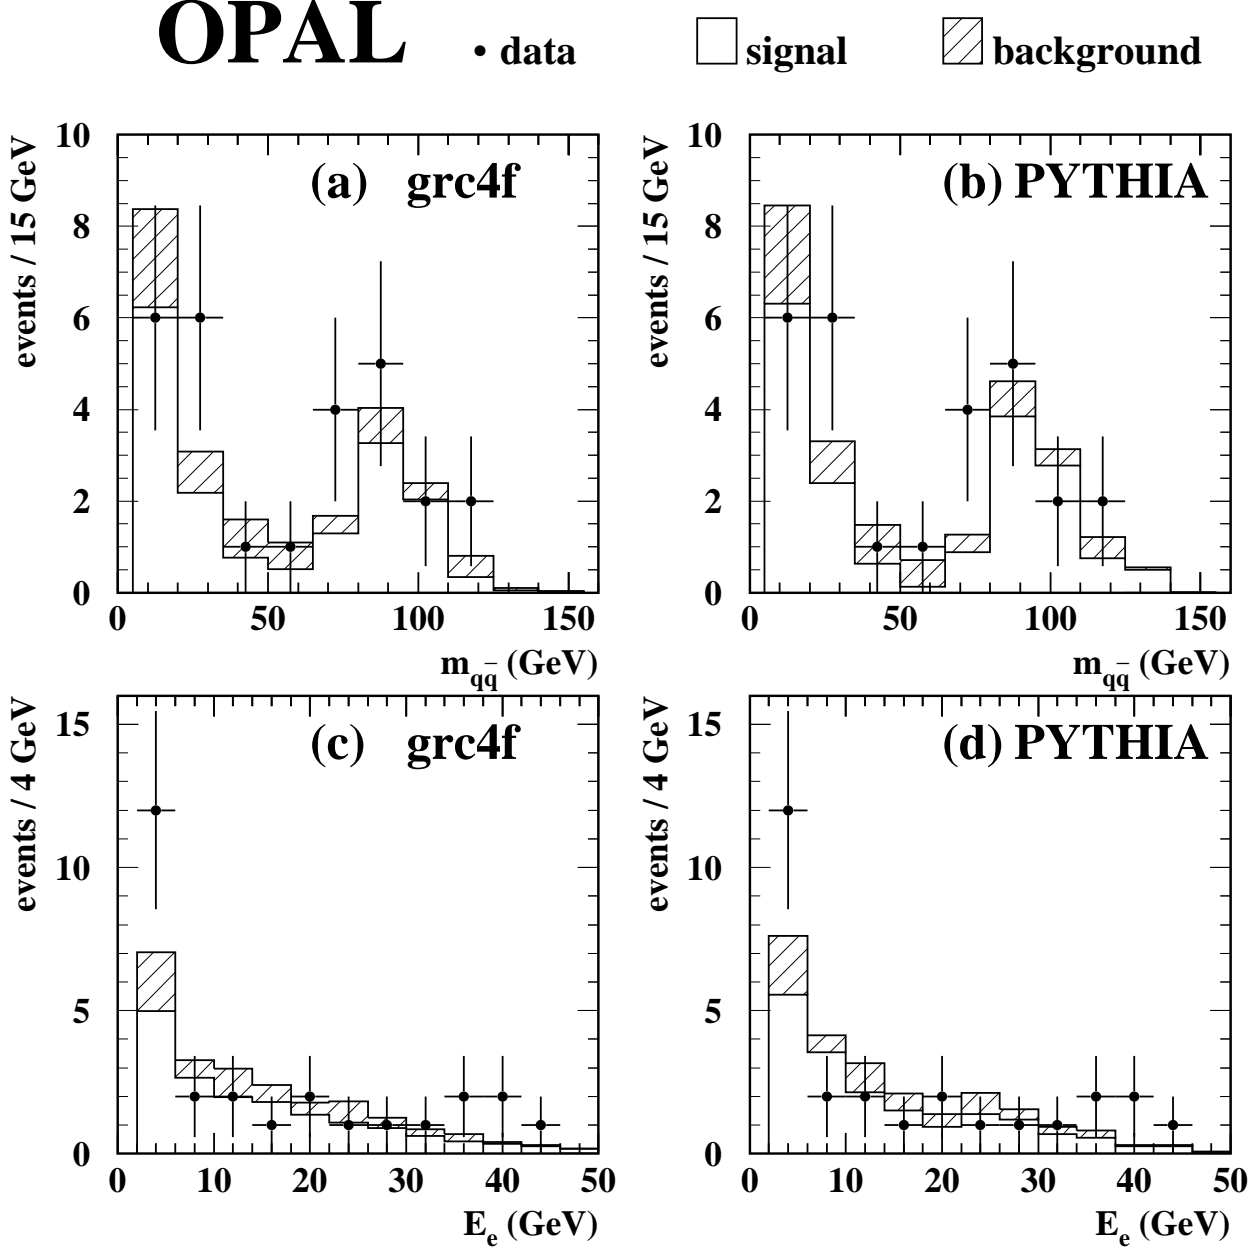 OPAL
data
signal
background
events / 15 GeV
10
8
6
4
2
0
(a) grc4f
0 50 100 150
m_qq̄ (GeV)
events / 15 GeV
10
8
6
4
2
0
(b) PYTHIA
0 50 100 150
m_qq̄ (GeV)
events / 4 GeV
15
10
5
0
(c) grc4f
0 10 20 30 40 50
E_e (GeV)
events / 4 GeV
15
10
5
0
(d) PYTHIA
0 10 20 30 40 50
E_e (GeV)